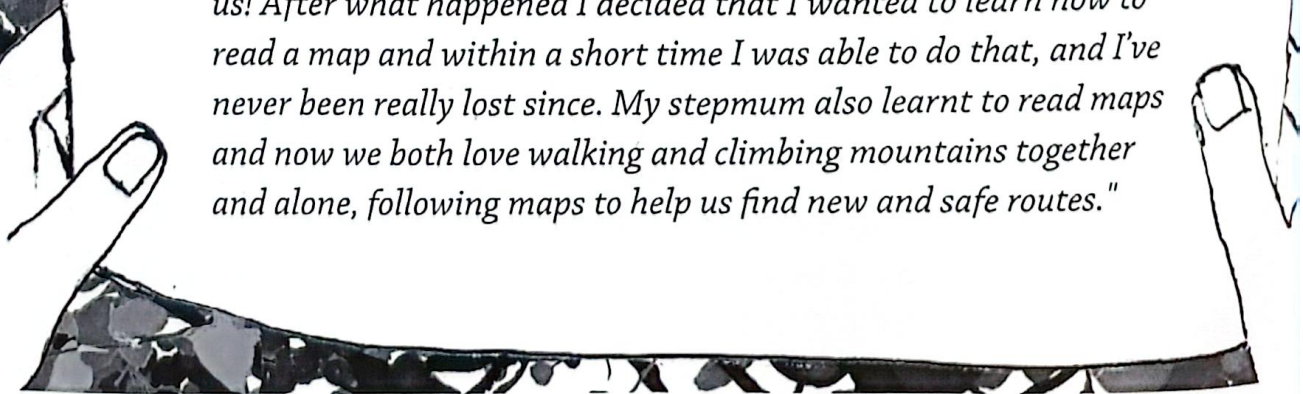 us! After what happened I decided that I wanted to learn how to
read a map and within a short time I was able to do that, and I've
never been really lost since. My stepmum also learnt to read maps
and now we both love walking and climbing mountains together
and alone, following maps to help us find new and safe routes."